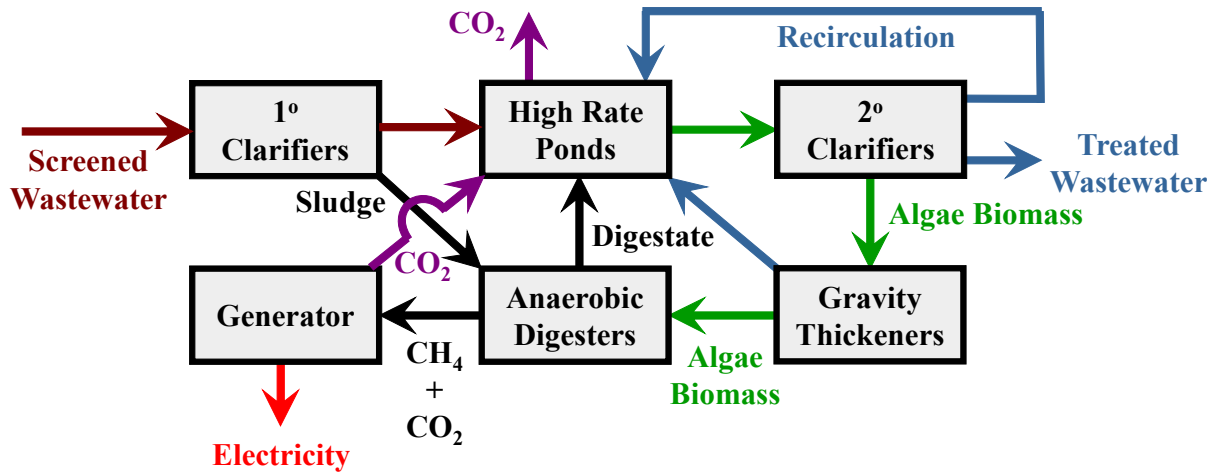 CO₂
Recirculation
1º
Clarifiers
High Rate
Ponds
2º
Clarifiers
Screened
Wastewater
Treated
Wastewater
Sludge
Algae Biomass
CO₂
Digestate
Generator
Anaerobic
Digesters
Gravity
Thickeners
CH₄
+
CO₂
Algae
Biomass
Electricity